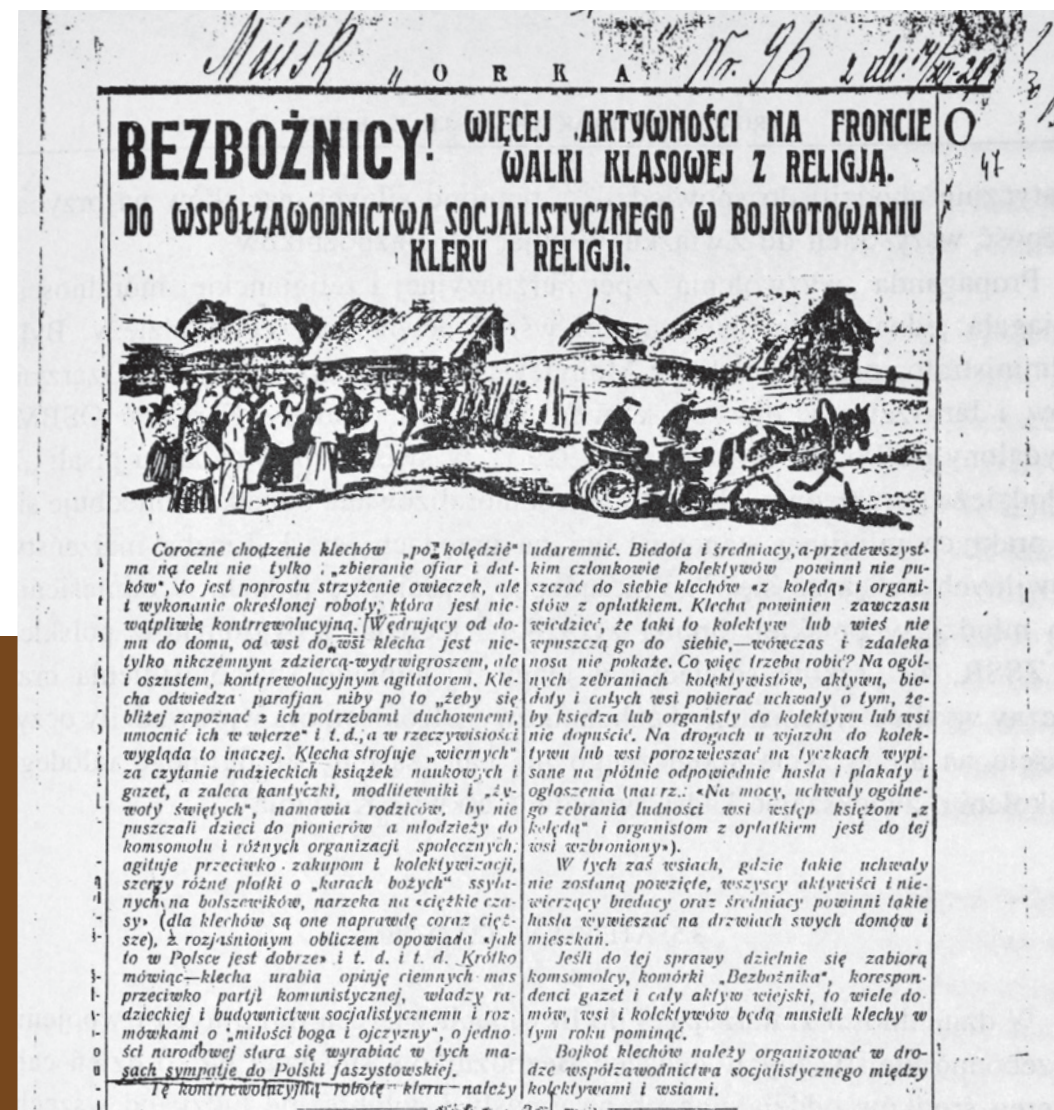 Mińsk „ORKA" Nr. 96
47
BEZBOŻNICY! WIĘCEJ AKTYWNOŚCI NA FRONCIE
WALKI KLASOWEJ Z RELIGJĄ.
DO WSPÓŁZAWODNICTWA SOCJALISTYCZNEGO W BOJKOTOWANIU
KLERU I RELIGJI.
Coroczne chodzenie klechów „po kolędzie"
ma na celu nie tylko „zbieranie ofiar i dat-
ków" to jest poprostu strzyżenie owieczek, ale
i wykonanie określonej roboty, która jest nie-
wątpliwie kontrrewolucyjną. Wędrujący od do-
mu do domu, od wsi do wsi klecha jest nie-
tylko nikczemnym zdziercą-wydrwigroszem, ale
i oszustem, kontrrewolucyjnym agitatorem. Kle-
cha odwiedza parafjan niby po to „żeby się
bliżej zapoznać z ich potrzebami duchownemi,
umocnić ich w wierze" i t. d., a w rzeczywistości
wygląda to inaczej. Klecha strofuje „wiernych"
za czytanie radzieckich książek naukowych i
gazet, a zaleca kantyczki, modlitewniki i „ży-
woty świętych", namawia rodziców, by nie
puszczali dzieci do pionierów a młodzieży do
komsomołu i różnych organizacji społecznych,
agituje przeciwko zakupom i kolektywizacji,
szerzy różne plotki o „karach bożych" ssyła-
nych na bolszewików, narzeka na «ciężkie cza-
sy» (dla klechów są one naprawdę coraz cięż-
sze), z rozjaśnionym obliczem opowiada «jak
to w Polsce jest dobrze» i t. d. i t. d. Krótko
mówiąc—klecha urabia opinję ciemnych mas
przeciwko partji komunistycznej, władzy ra-
dzieckiej i budownictwu socjalistycznemu i roz-
mówkami o „miłości boga i ojczyzny", o jedno-
ści narodowej stara się wyrabiać w tych ma-
sach sympatje do Polski faszystowskiej.
Tę kontrrewolucyjną robotę kleru należy
udaremnić. Biedota i średniacy, a przedewszyst-
kim członkowie kolektywów powinni nie pu-
szczać do siebie klechów „z kolędą" i organi-
stów z opłatkiem. Klecha powinien zawczasu
wiedzieć, że taki to kolektyw lub wieś nie
wpuszczą go do siebie,—wówczas i zdaleka
nosa nie pokaże. Co więc trzeba robić? Na ogól-
nych zebraniach kolektywistów, aktywu, bie-
doty i całych wsi pobierać uchwały o tym, że-
by księdza lub organisty do kolektywu lub wsi
nie dopuścić. Na drogach u wjazdu do kolek-
tywu lub wsi porozwieszać na tyczkach wypi-
sane na płótnie odpowiednie hasła i plakaty i
ogłoszenia (naprz.: «Na mocy, uchwały ogólne-
go zebrania ludności wsi wstęp księżom „z
kolędą" i organistom z opłatkiem jest do tej
wsi wzbroniony»).
W tych zaś wsiach, gdzie takie uchwały
nie zostaną powzięte, wszyscy aktywiści i nie-
wierzący biedacy oraz średniacy powinni takie
hasła wywieszać na drzwiach swych domów i
mieszkań.
Jeśli do tej sprawy dzielnie się zabiorą
komsomolcy, komórki „Bezbożnika", korespon-
denci gazet i cały aktyw wiejski, to wiele do-
mów, wsi i kolektywów będą musieli klechy w
tym roku pominąć.
Bojkot klechów należy organizować w dro-
dze współzawodnictwa socjalistycznego między
kolektywami i wsiami.